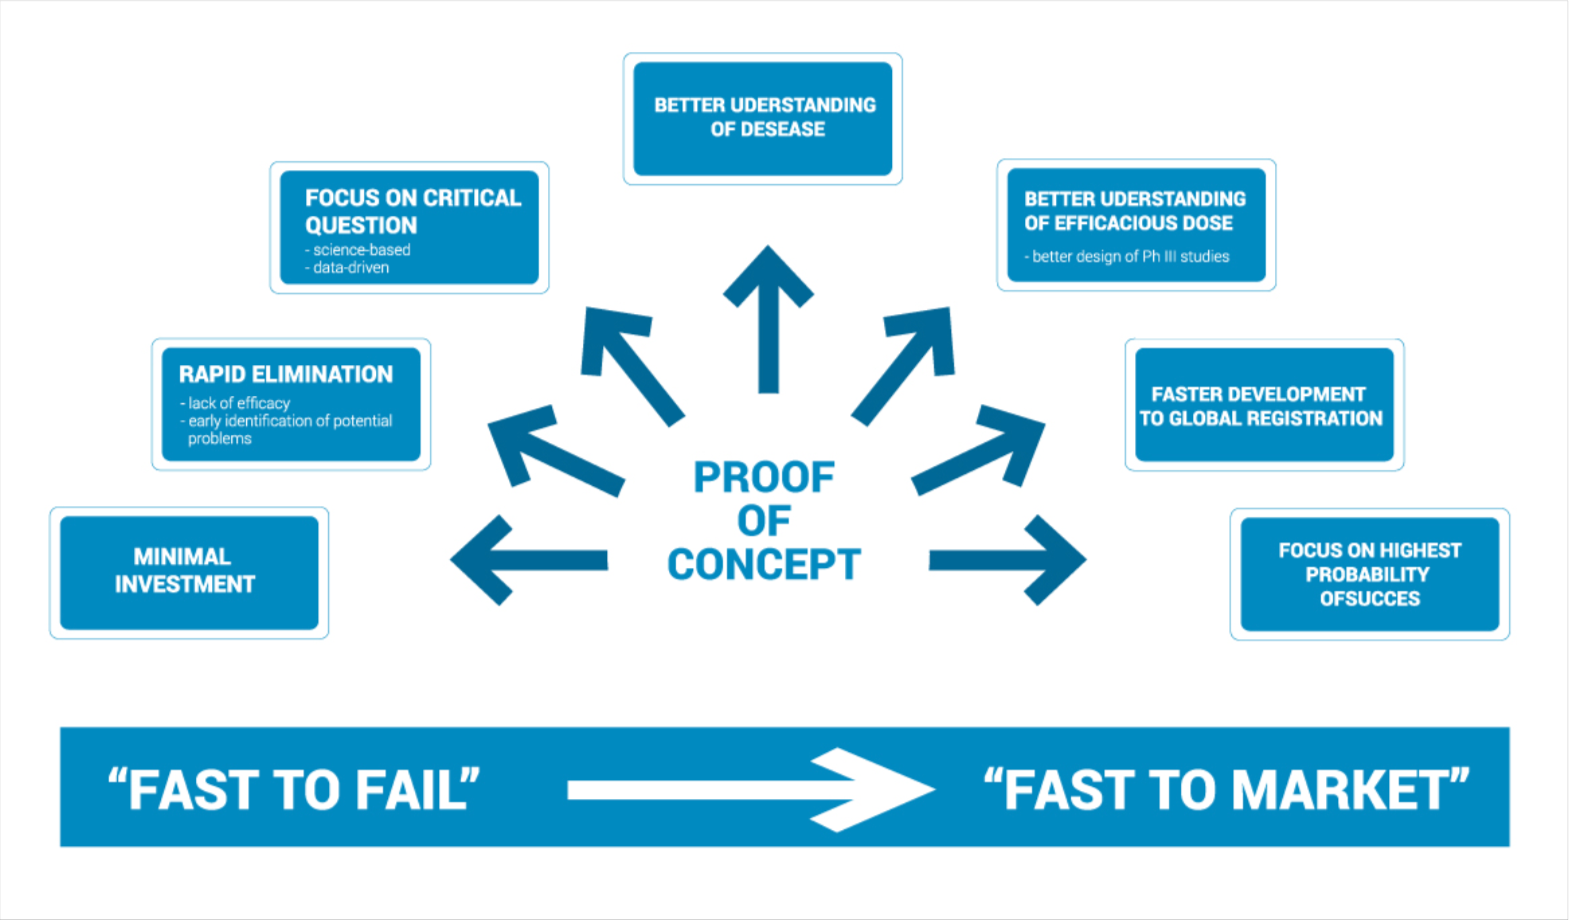 BETTER UDERSTANDING
OF DESEASE
FOCUS ON CRITICAL
QUESTION
- science-based
- data-driven
BETTER UDERSTANDING
OF EFFICACIOUS DOSE
- better design of Ph III studies
RAPID ELIMINATION
- lack of efficacy
- early identification of potential
problems
FASTER DEVELOPMENT
TO GLOBAL REGISTRATION
MINIMAL
INVESTMENT
PROOF
OF
CONCEPT
FOCUS ON HIGHEST
PROBABILITY
OFSUCCES
“FAST TO FAIL”
“FAST TO MARKET”